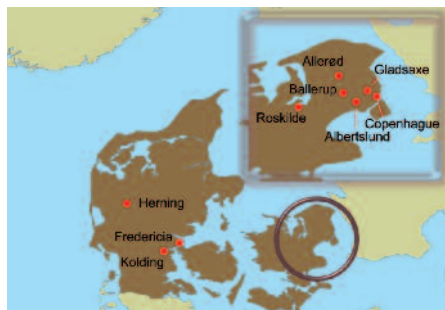 Allerød
Gladsaxe
Ballerup
Roskilde
Copenhague
Albertslund
Herning
Fredericia
Kolding